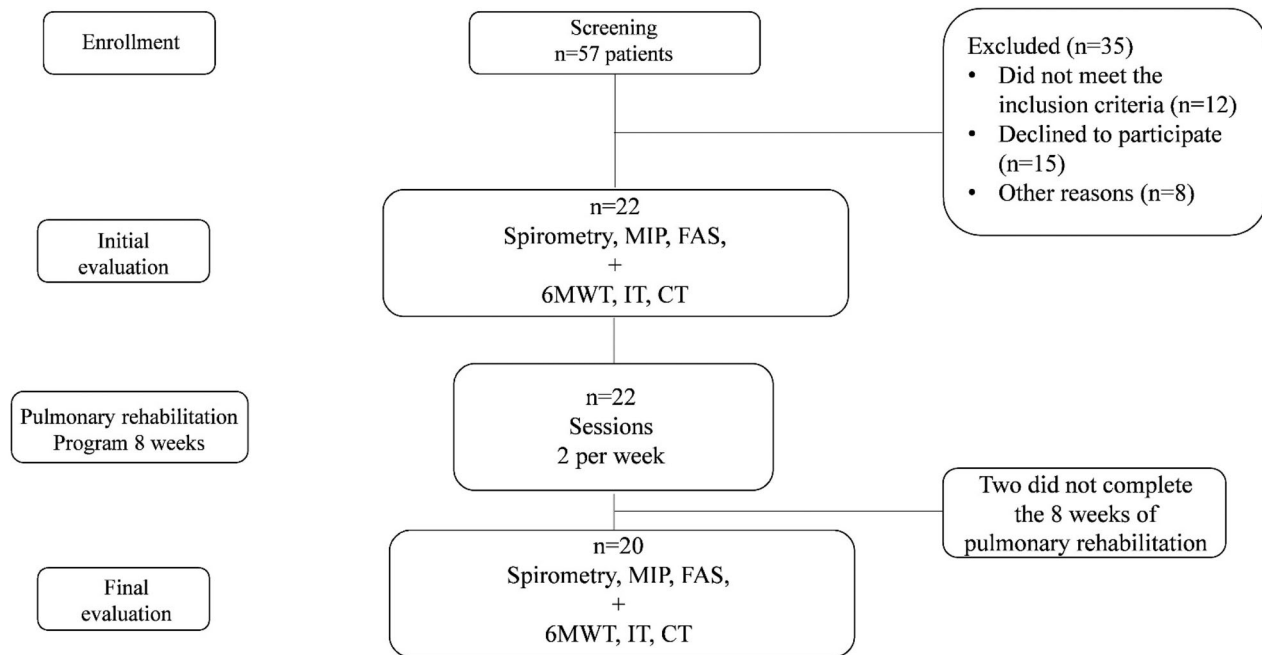 Enrollment
Screening
n=57 patients
Excluded (n=35)
• Did not meet the
inclusion criteria (n=12)
• Declined to participate
(n=15)
• Other reasons (n=8)
Initial
evaluation
n=22
Spirometry, MIP, FAS,
+
6MWT, IT, CT
Pulmonary rehabilitation
Program 8 weeks
n=22
Sessions
2 per week
Two did not complete
the 8 weeks of
pulmonary rehabilitation
Final
evaluation
n=20
Spirometry, MIP, FAS,
+
6MWT, IT, CT